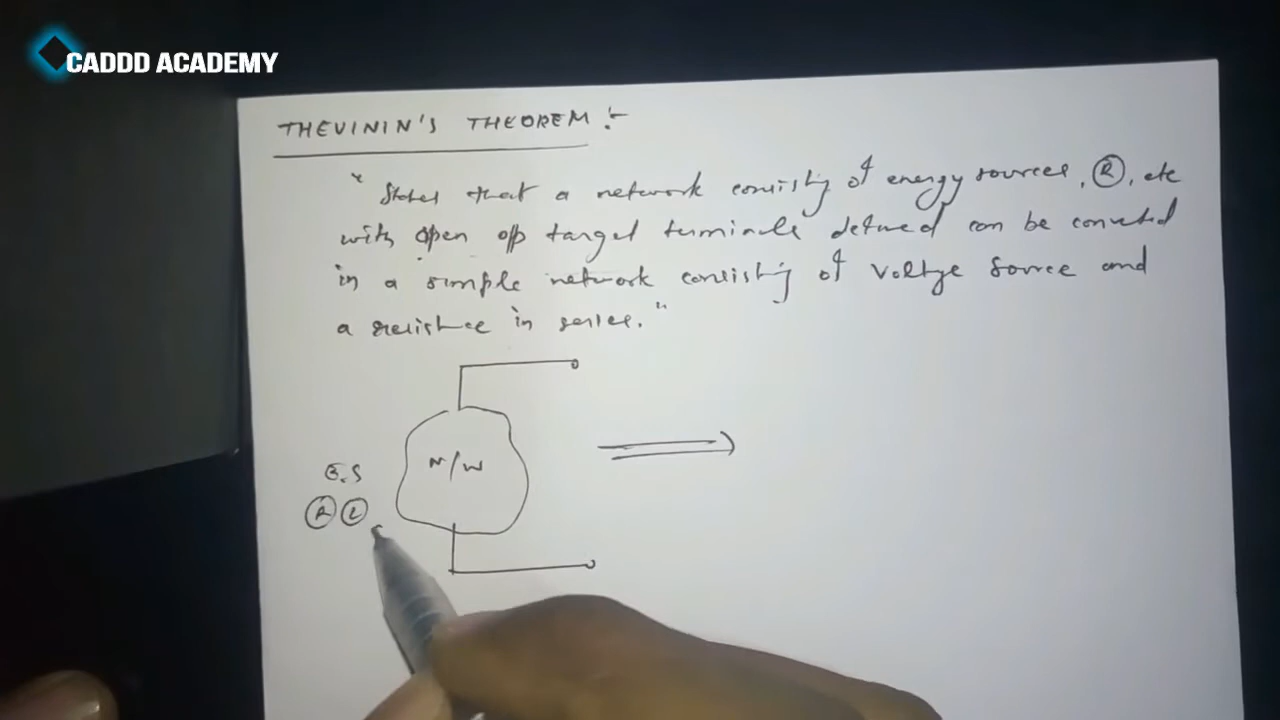 CADDD ACADEMY
THEVININ'S THEOREM :-
" States that a network consisting of energy sources, R, etc
with open o/p target terminals defined can be converted
in a simple network consisting of voltage source and
a resistance in series. "
N/W
E.S
R L